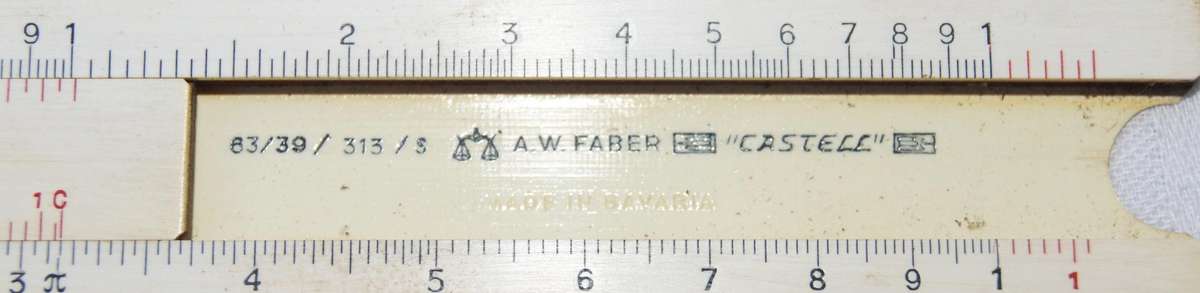 9 1 2 3 4 5 6 7 8 9 1
63/39 / 313 / S A.W. FABER "CASTELL"
MADE IN BAVARIA
1 C
3 π 4 5 6 7 8 9 1 1